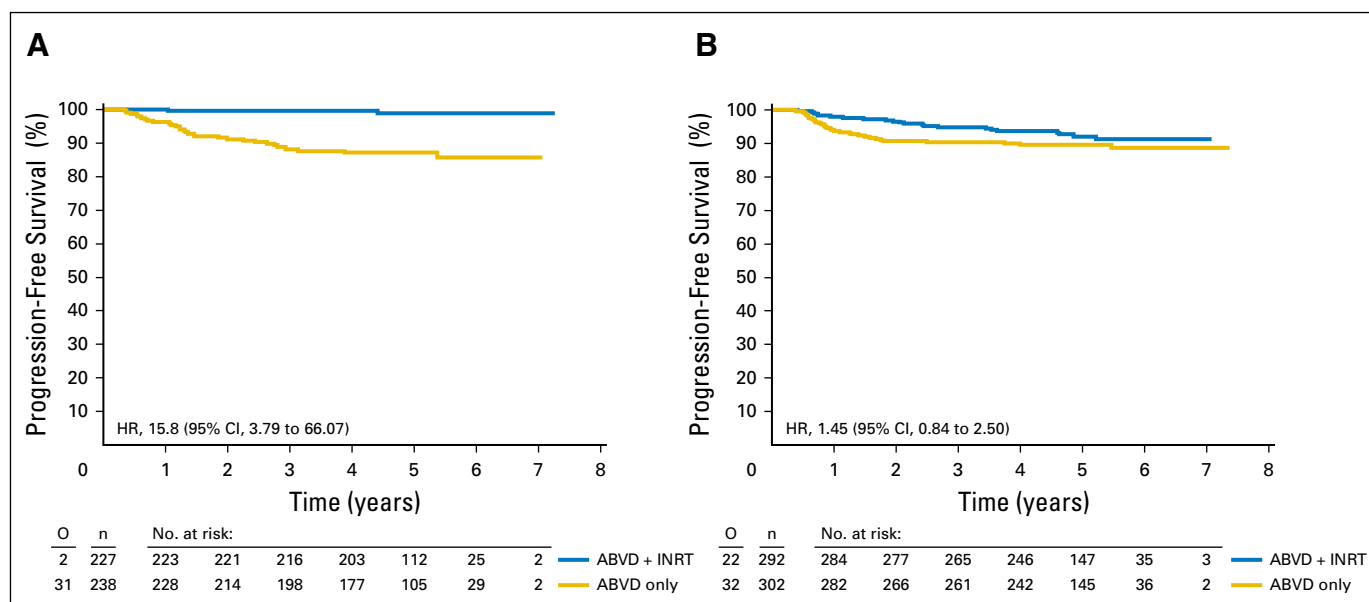 A
Progression-Free Survival (%)
100
90
80
70
60
50
40
30
20
10
HR, 15.8 (95% CI, 3.79 to 66.07)
0 1 2 3 4 5 6 7 8
Time (years)
O n No. at risk:
2 227 223 221 216 203 112 25 2 ABVD + INRT
31 238 228 214 198 177 105 29 2 ABVD only
B
Progression-Free Survival (%)
100
90
80
70
60
50
40
30
20
10
HR, 1.45 (95% CI, 0.84 to 2.50)
0 1 2 3 4 5 6 7 8
Time (years)
O n No. at risk:
22 292 284 277 265 246 147 35 3 ABVD + INRT
32 302 282 266 261 242 145 36 2 ABVD only